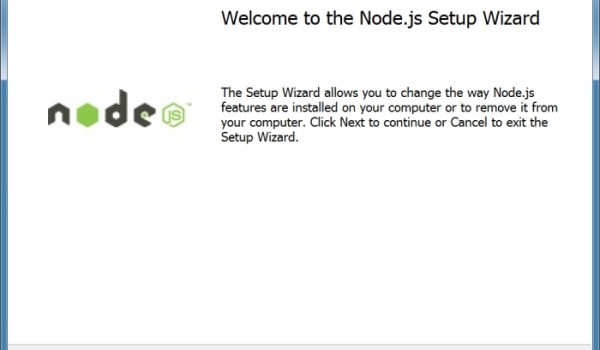 Welcome to the Node.js Setup Wizard
node JS™
The Setup Wizard allows you to change the way Node.js
features are installed on your computer or to remove it from
your computer. Click Next to continue or Cancel to exit the
Setup Wizard.